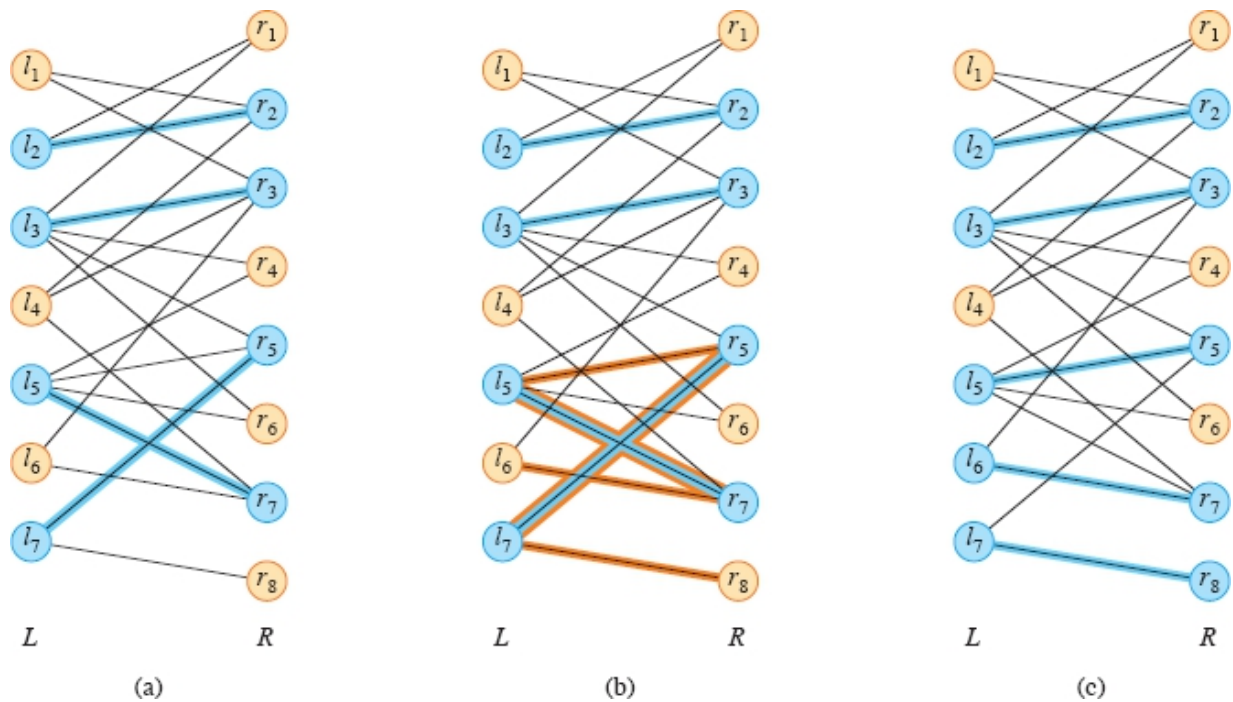 r1 r1 r1
l1 l1 l1
r2 r2 r2
l2 l2 l2
r3 r3 r3
l3 l3 l3
r4 r4 r4
l4 l4 l4
r5 r5 r5
l5 l5 l5
r6 r6 r6
l6 l6 l6
r7 r7 r7
l7 l7 l7
r8 r8 r8
L R L R L R
(a) (b) (c)